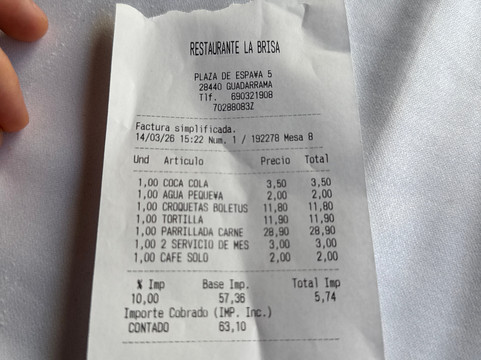 RESTAURANTE LA BRISA
PLAZA DE ESPAѶA 5
28440 GUADARRAMA
Tlf. 690321908
70288083Z
Factura simplificada.
14/03/26 15:22 Num. 1 / 192278 Mesa B
Und Articulo Precio Total
1,00 COCA COLA 3,50 3,50
1,00 AGUA PEQUEѶA 2,00 2,00
1,00 CROQUETAS BOLETUS 11,80 11,80
1,00 TORTILLA 11,90 11,90
1,00 PARRILLADA CARNE 28,90 28,90
1,00 2 SERVICIO DE MES 3,00 3,00
1,00 CAFE SOLO 2,00 2,00
% Imp Base Imp. Total Imp
10,00 57,36 5,74
Importe Cobrado (IMP. Inc.)
CONTADO 63,10